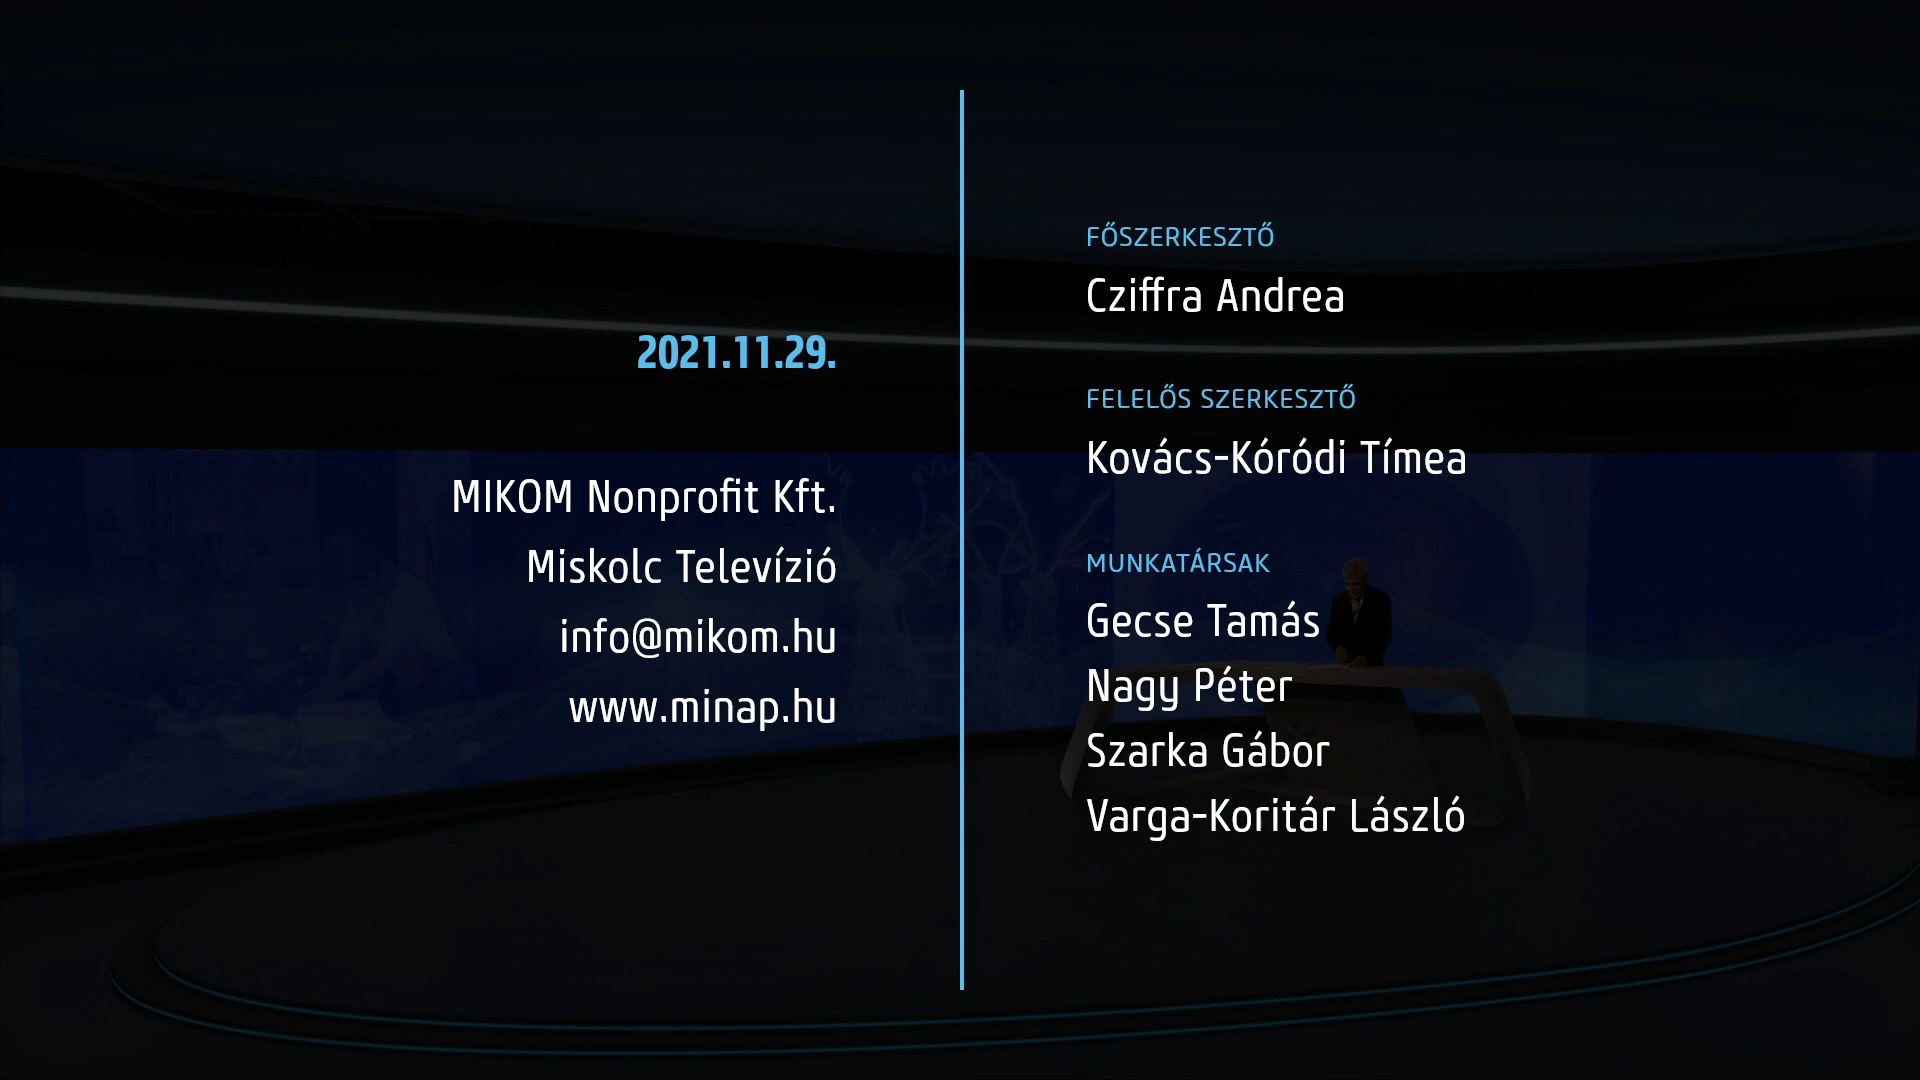 2021.11.29.
MIKOM Nonprofit Kft.
Miskolc Televízió
info@mikom.hu
www.minap.hu
FŐSZERKESZTŐ
Cziffra Andrea
FELELŐS SZERKESZTŐ
Kovács-Kóródi Tímea
MUNKATÁRSAK
Gecse Tamás
Nagy Péter
Szarka Gábor
Varga-Koritár László